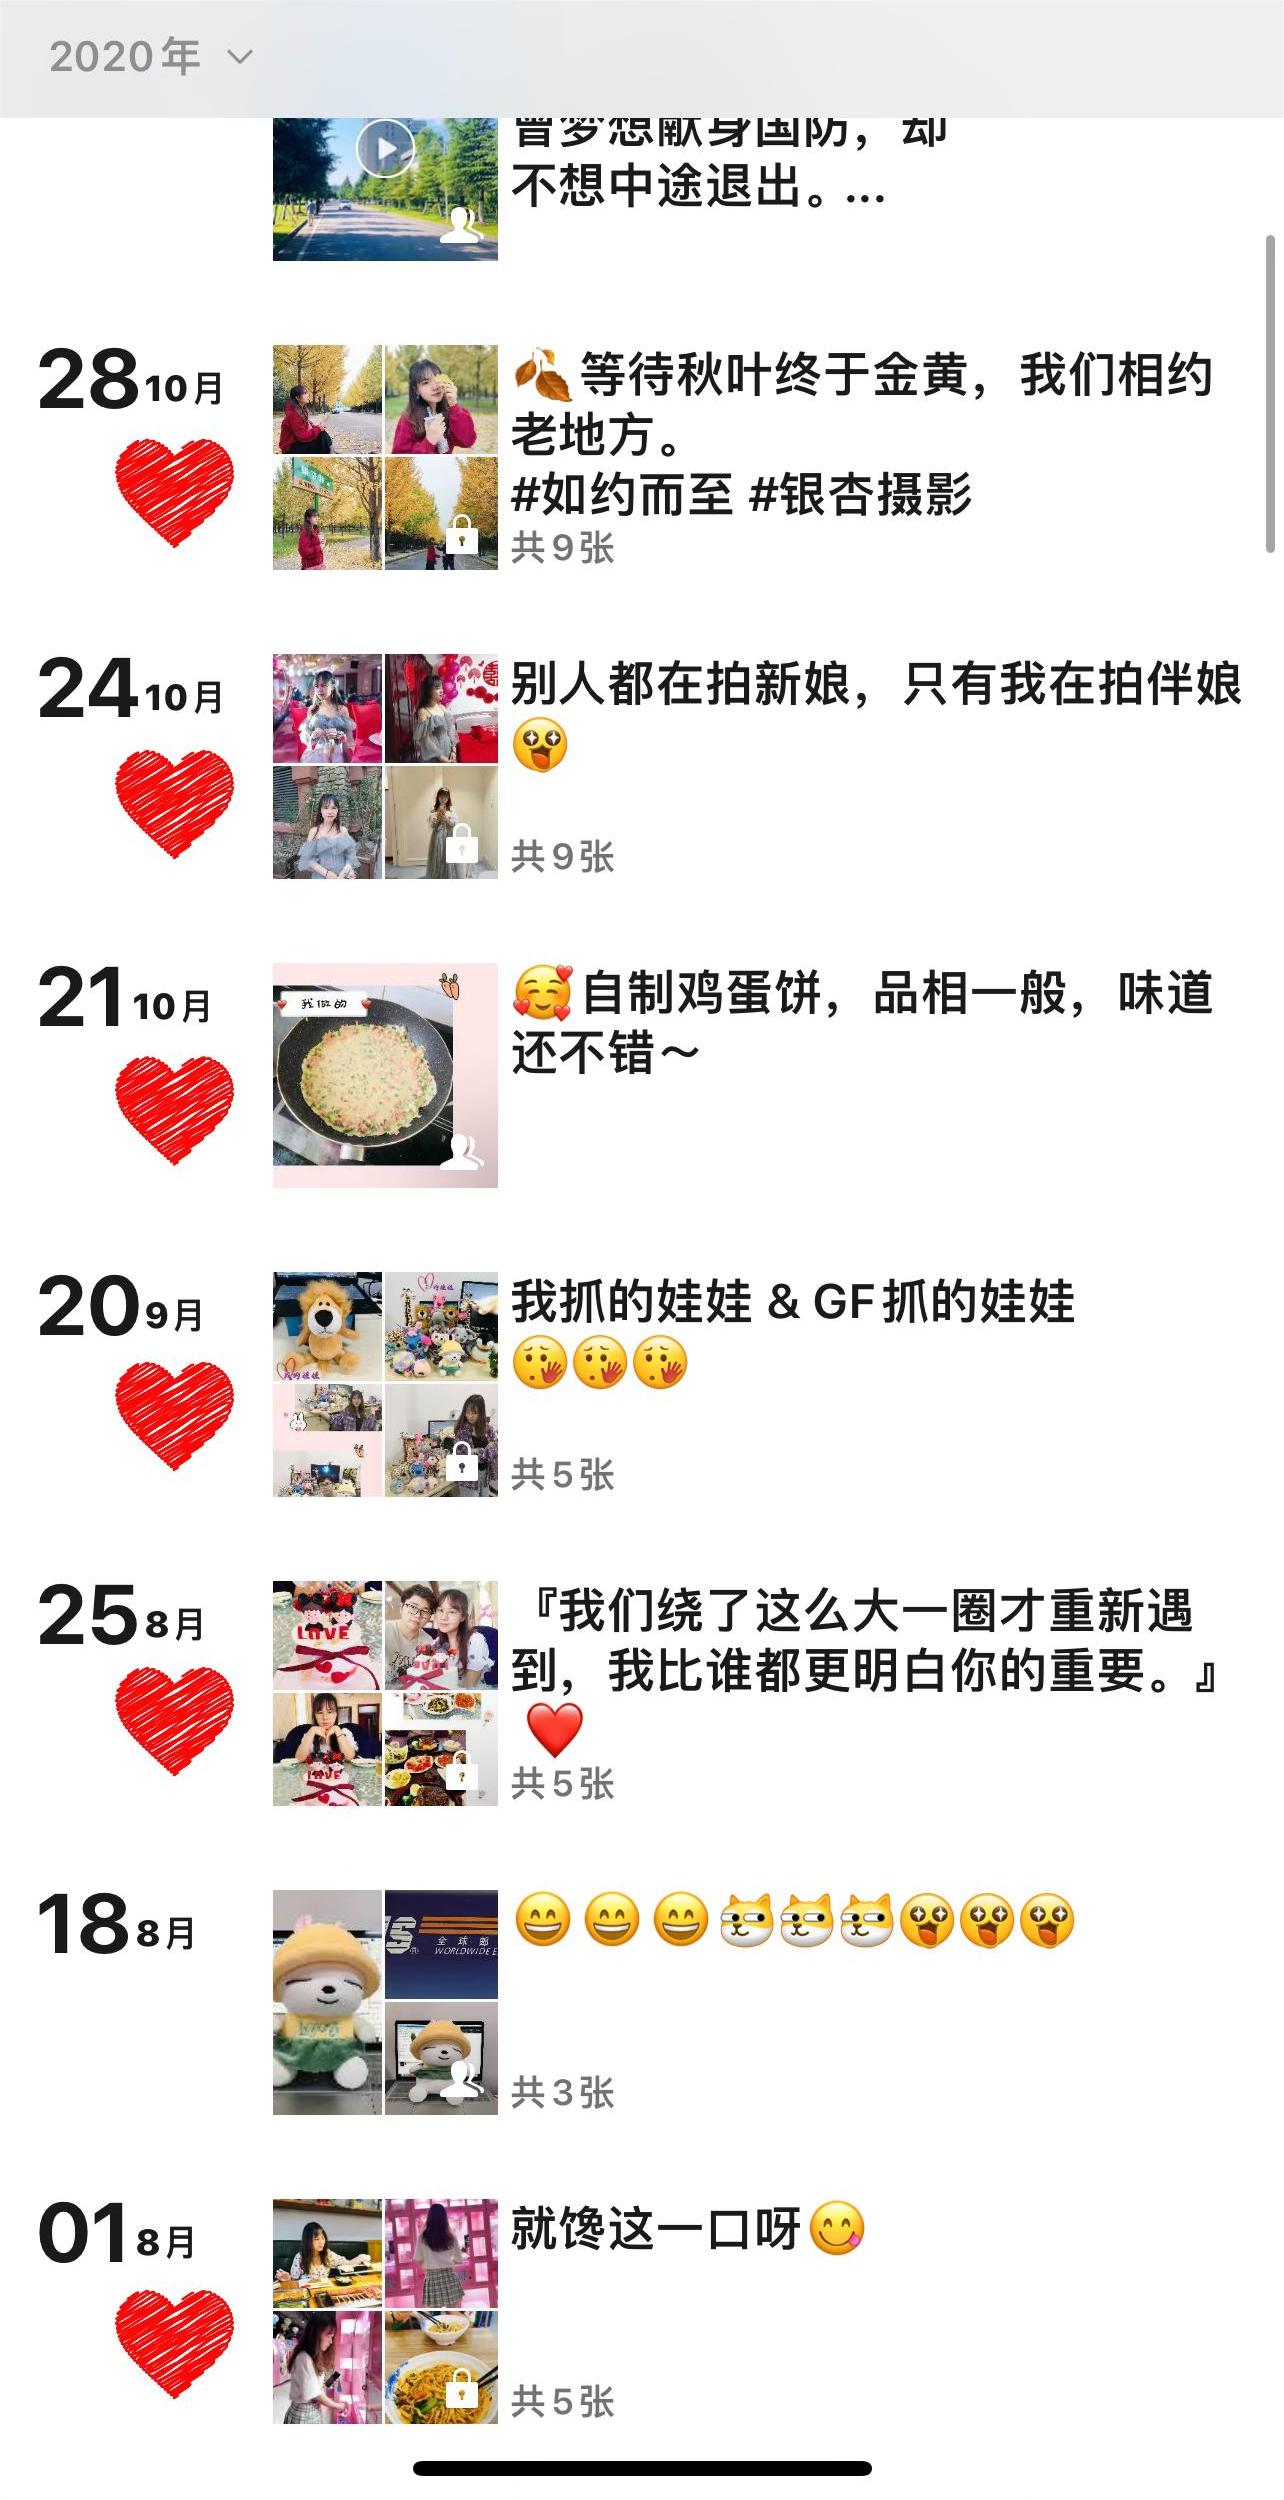 2020年
曾梦想献身国防，却
不想中途退出。...
28 10月
等待秋叶终于金黄，我们相约
老地方。
#如约而至 #银杏摄影
共9张
24 10月
别人都在拍新娘，只有我在拍伴娘
共9张
21 10月
我做的
自制鸡蛋饼，品相一般，味道
还不错～
20 9月
我的娃娃
我抓的娃娃 & GF抓的娃娃
共5张
25 8月
LOVE
LOVE
『我们绕了这么大一圈才重新遇
到，我比谁都更明白你的重要。』
❤️
共5张
18 8月
全球邮
WORLDWIDE E
😄😄😄
共3张
01 8月
就馋这一口呀😋
共5张